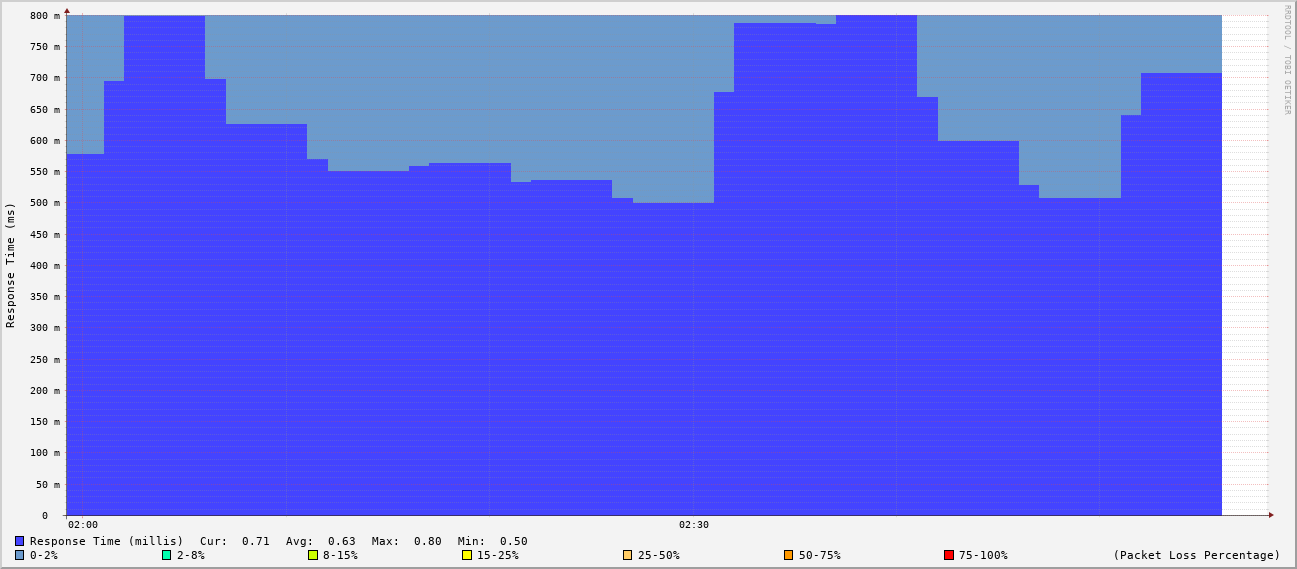 800 m
750 m
700 m
650 m
600 m
550 m
500 m
450 m
400 m
350 m
300 m
250 m
200 m
150 m
100 m
50 m
0
Response Time (ms)
RRDTOOL / TOBI OETIKER
02:00 02:30
Response Time (millis) Cur: 0.71 Avg: 0.63 Max: 0.80 Min: 0.50
0-2% 2-8% 8-15% 15-25% 25-50% 50-75% 75-100% (Packet Loss Percentage)